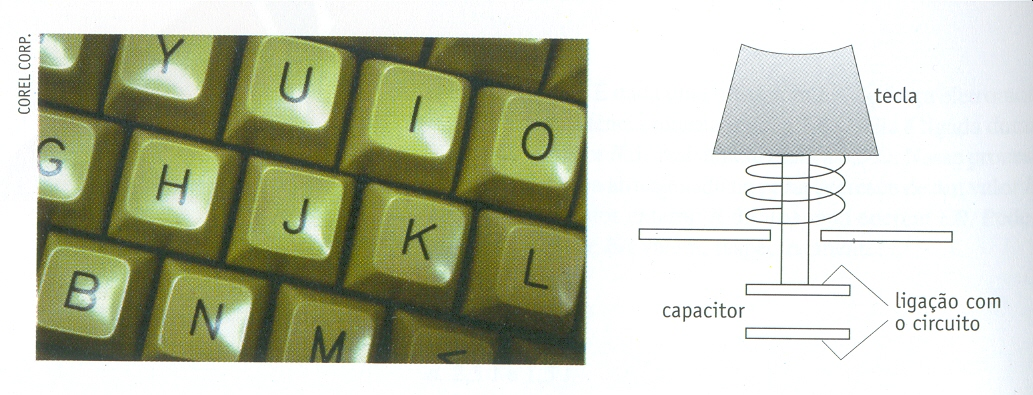 COREL CORP.
Y
U
I
O
G
H
J
K
L
B
N
M
<
tecla
capacitor
ligação com
o circuito